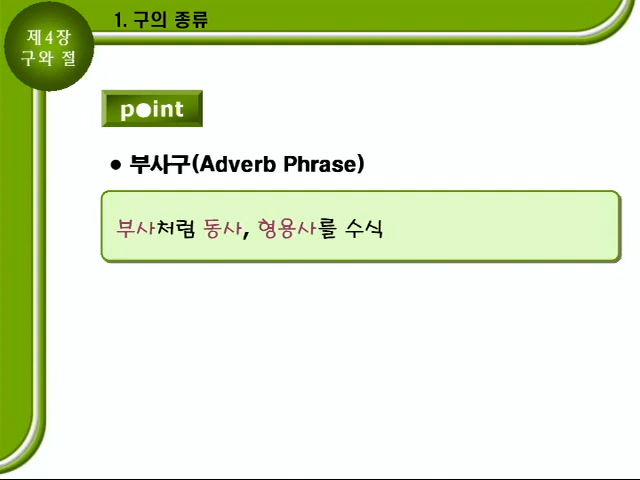 제4장
구와 절
1. 구의 종류
point
● 부사구(Adverb Phrase)
부사처럼 동사, 형용사를 수식